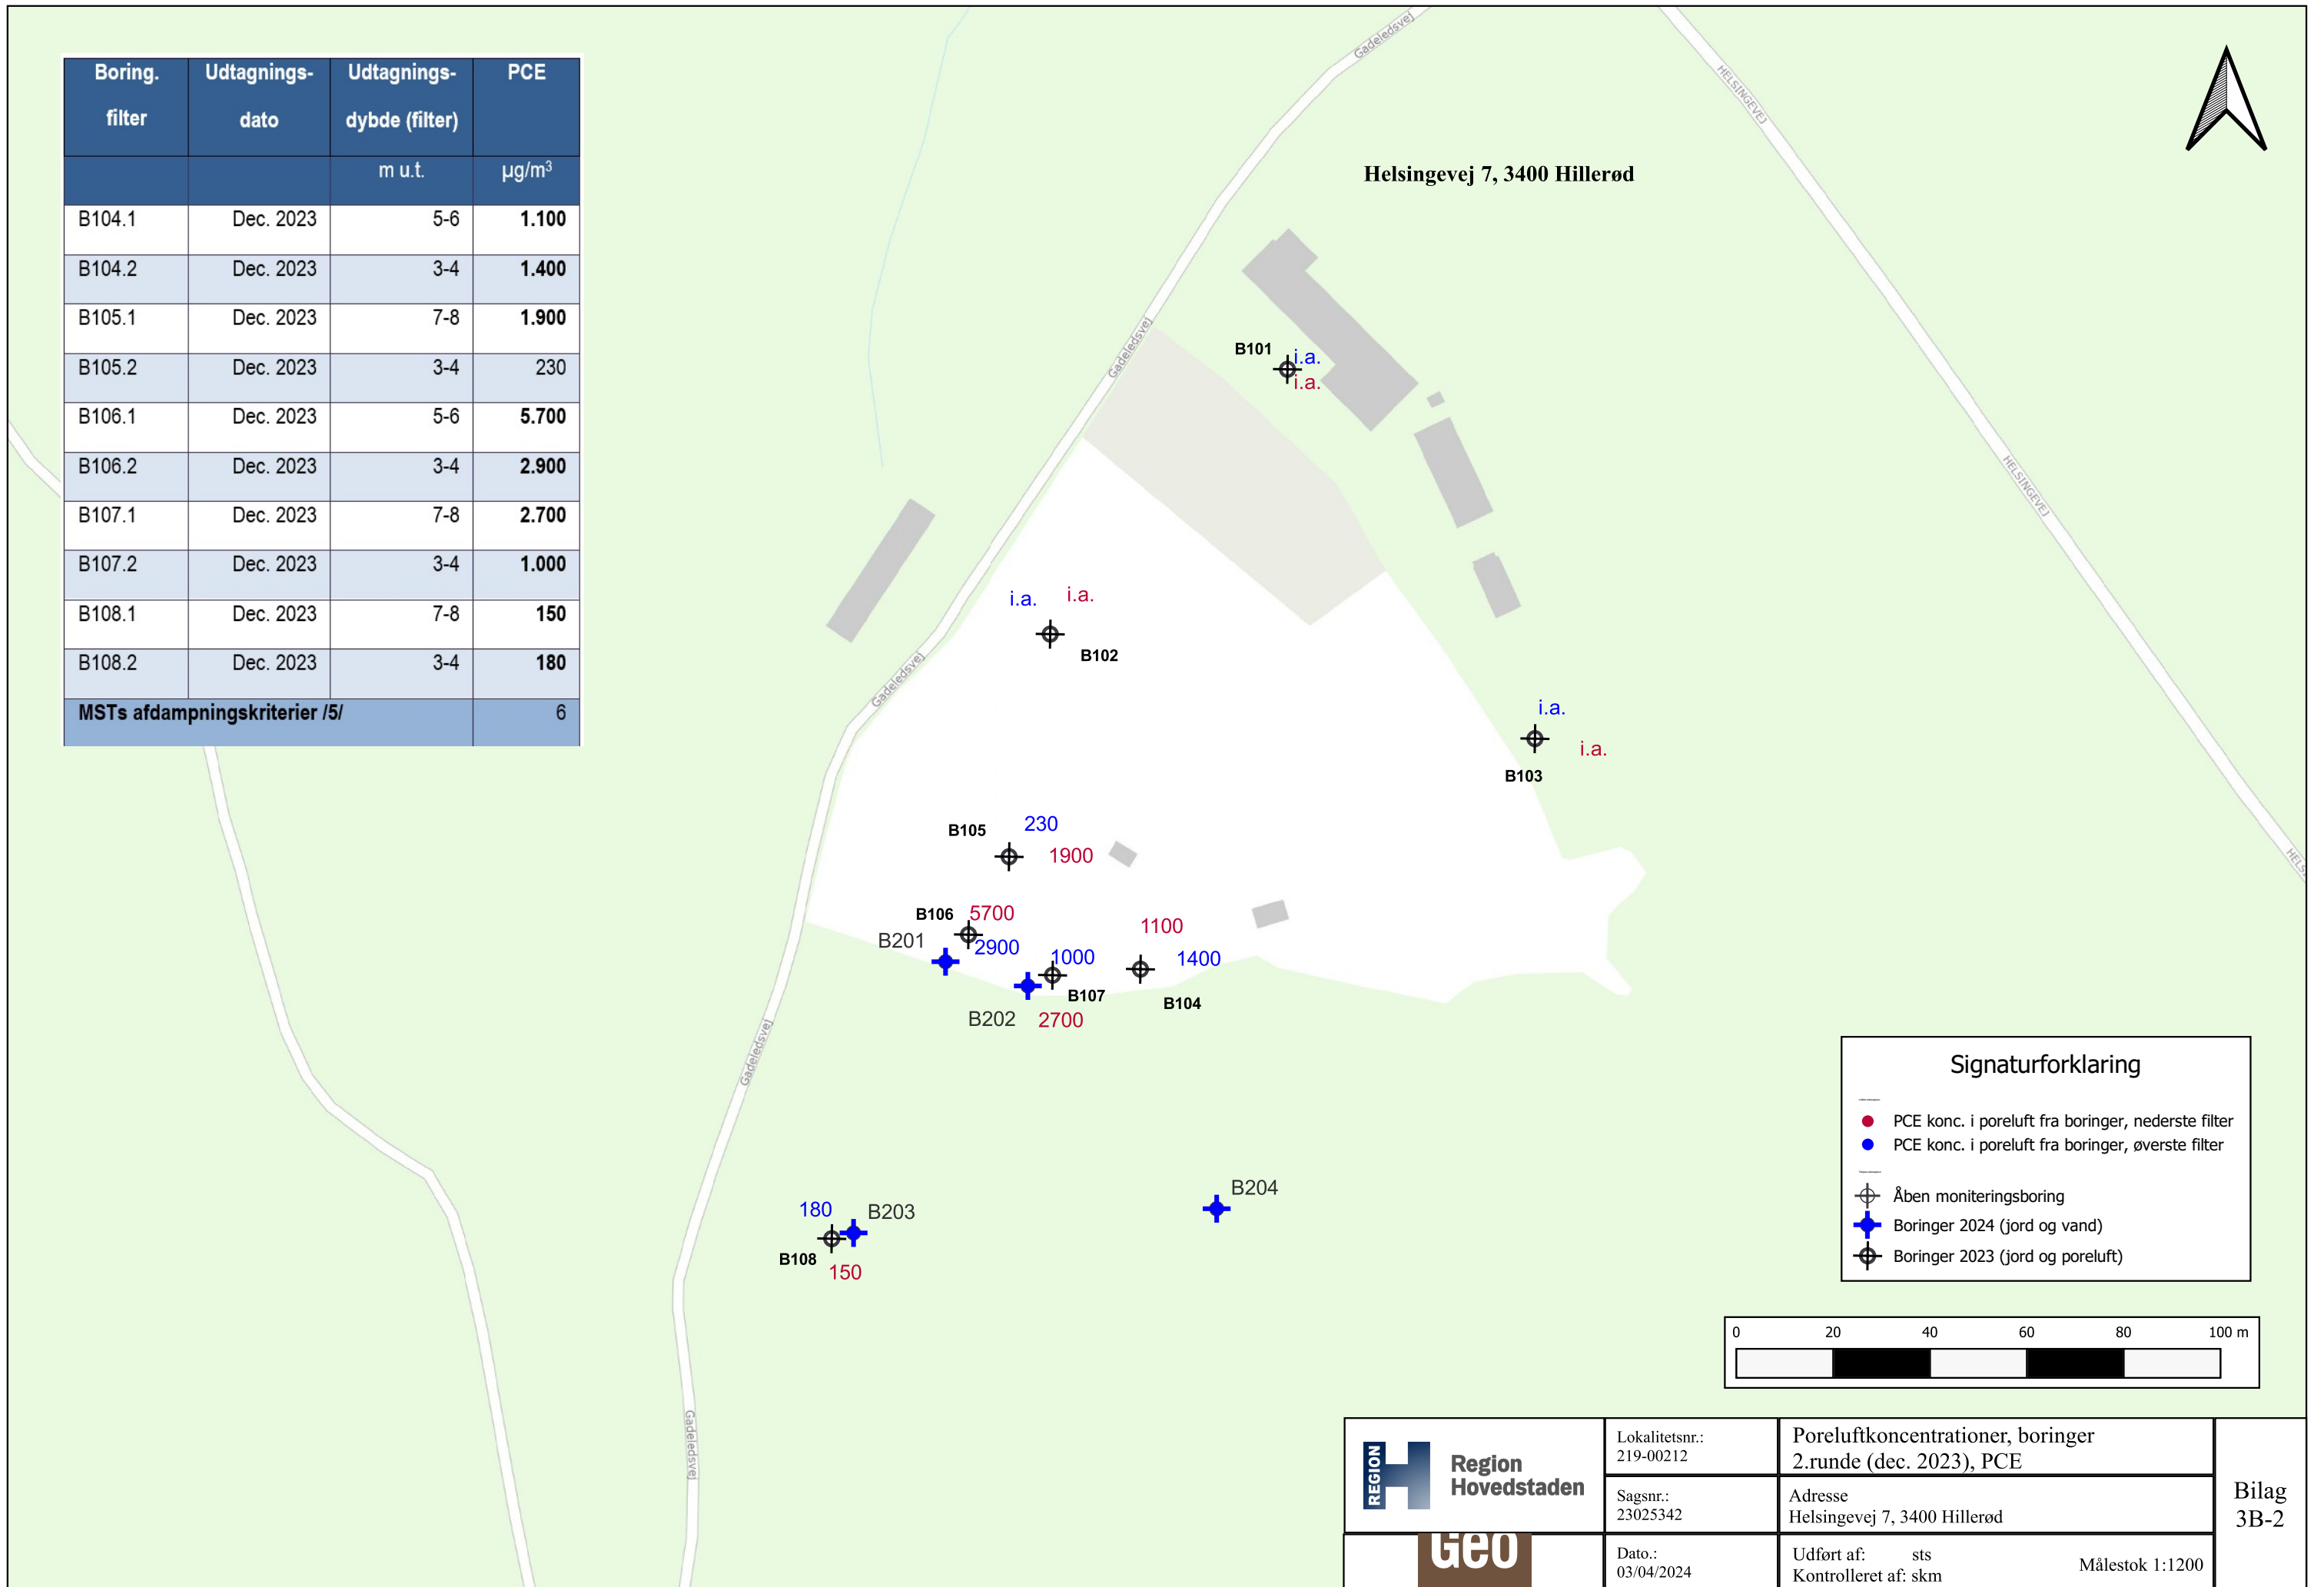 Boring. Udtagnings- Udtagnings- PCE
filter dato dybde (filter)
m u.t. µg/m³
B104.1 Dec. 2023 5-6 1.100
B104.2 Dec. 2023 3-4 1.400
B105.1 Dec. 2023 7-8 1.900
B105.2 Dec. 2023 3-4 230
B106.1 Dec. 2023 5-6 5.700
B106.2 Dec. 2023 3-4 2.900
B107.1 Dec. 2023 7-8 2.700
B107.2 Dec. 2023 3-4 1.000
B108.1 Dec. 2023 7-8 150
B108.2 Dec. 2023 3-4 180
MSTs afdampningskriterier /5/ 6
Gadeledsvej
HELSINGEVEJ
Helsingevej 7, 3400 Hillerød
Gadeledsvej
B101
i.a.
i.a.
HELSINGEVEJ
i.a.
i.a.
B102
Gadeledsvej
i.a.
i.a.
B103
B105
230
1900
HELS
B106
5700
B201
2900
1000
B107
1100
1400
B104
B202
2700
Gadeledsvej
180
B203
B108
150
B204
Gadeledsvej
Signaturforklaring
PCE konc. i poreluft fra boringer, nederste filter
PCE konc. i poreluft fra boringer, øverste filter
Åben moniteringsboring
Boringer 2024 (jord og vand)
Boringer 2023 (jord og poreluft)
0 20 40 60 80 100 m
REGION
Region
Hovedstaden
Geo
Lokalitetsnr.:
219-00212
Sagsnr.:
23025342
Dato.:
03/04/2024
Poreluftkoncentrationer, boringer
2.runde (dec. 2023), PCE
Adresse
Helsingevej 7, 3400 Hillerød
Udført af: sts
Kontrolleret af: skm
Målestok 1:1200
Bilag
3B-2